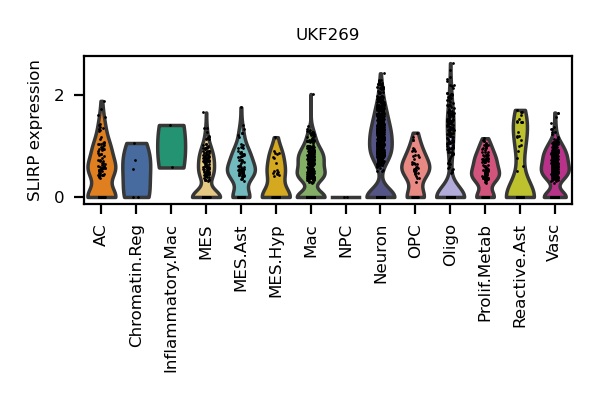 UKF269
SLIRP expression
2
0
AC
Chromatin.Reg
Inflammatory.Mac
MES
MES.Ast
MES.Hyp
Mac
NPC
Neuron
OPC
Oligo
Prolif.Metab
Reactive.Ast
Vasc